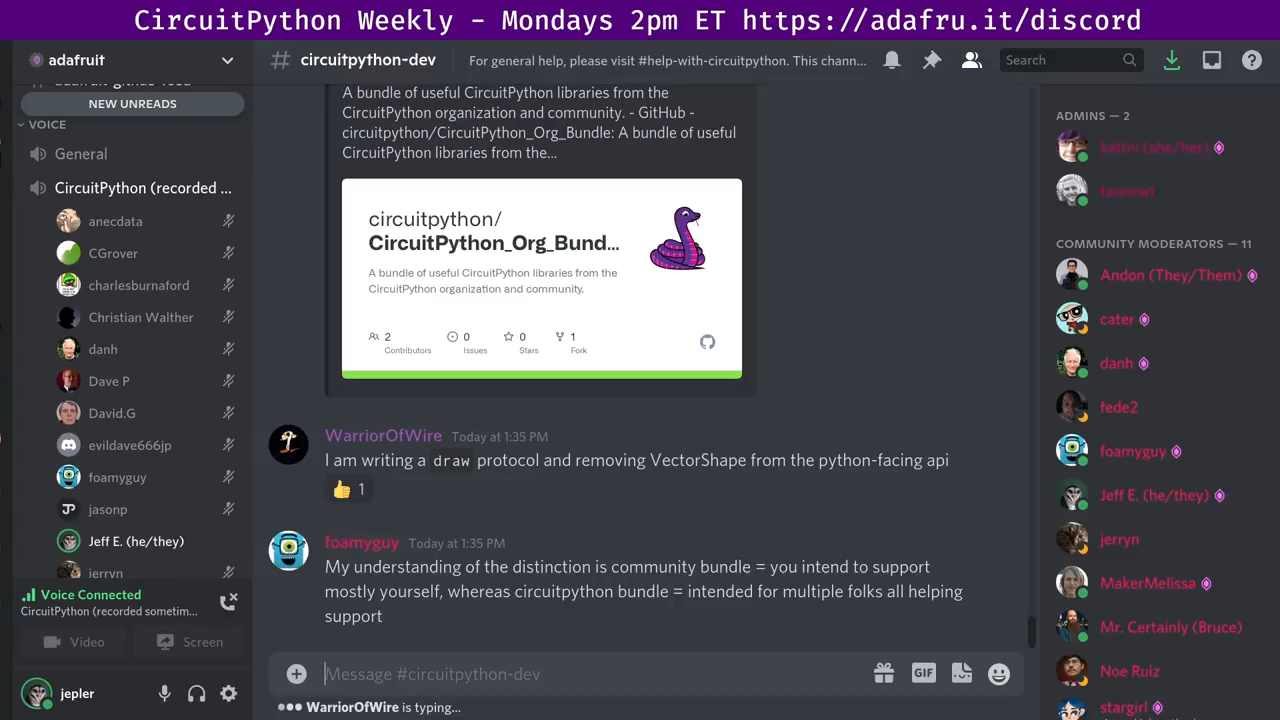 CircuitPython Weekly - Mondays 2pm ET https://adafru.it/discord
adafruit
NEW UNREADS
VOICE
General
CircuitPython (recorded ...
anecdata
CGrover
charlesburnaford
Christian Walther
danh
Dave P
David.G
evildave666jp
foamyguy
jasonp
Jeff E. (he/they)
jerryn
Voice Connected
CircuitPython (recorded sometim...
Video
Screen
jepler
# circuitpython-dev
For general help, please visit #help-with-circuitpython. This chann...
Search
A bundle of useful CircuitPython libraries from the
CircuitPython organization and community. - GitHub -
circuitpython/CircuitPython_Org_Bundle: A bundle of useful
CircuitPython libraries from the...
circuitpython/
CircuitPython_Org_Bund...
A bundle of useful CircuitPython libraries from the
CircuitPython organization and community.
2
Contributors
0
Issues
0
Stars
1
Fork
WarriorOfWire Today at 1:35 PM
I am writing a draw protocol and removing VectorShape from the python-facing api
1
foamyguy Today at 1:35 PM
My understanding of the distinction is community bundle = you intend to support
mostly yourself, whereas circuitpython bundle = intended for multiple folks all helping
support
Message #circuitpython-dev
GIF
WarriorOfWire is typing...
ADMINS — 2
kattni (she/her)
tannewt
COMMUNITY MODERATORS — 11
Andon (They/Them)
cater
danh
fede2
foamyguy
Jeff E. (he/they)
jerryn
MakerMelissa
Mr. Certainly (Bruce)
Noe Ruiz
stargirl